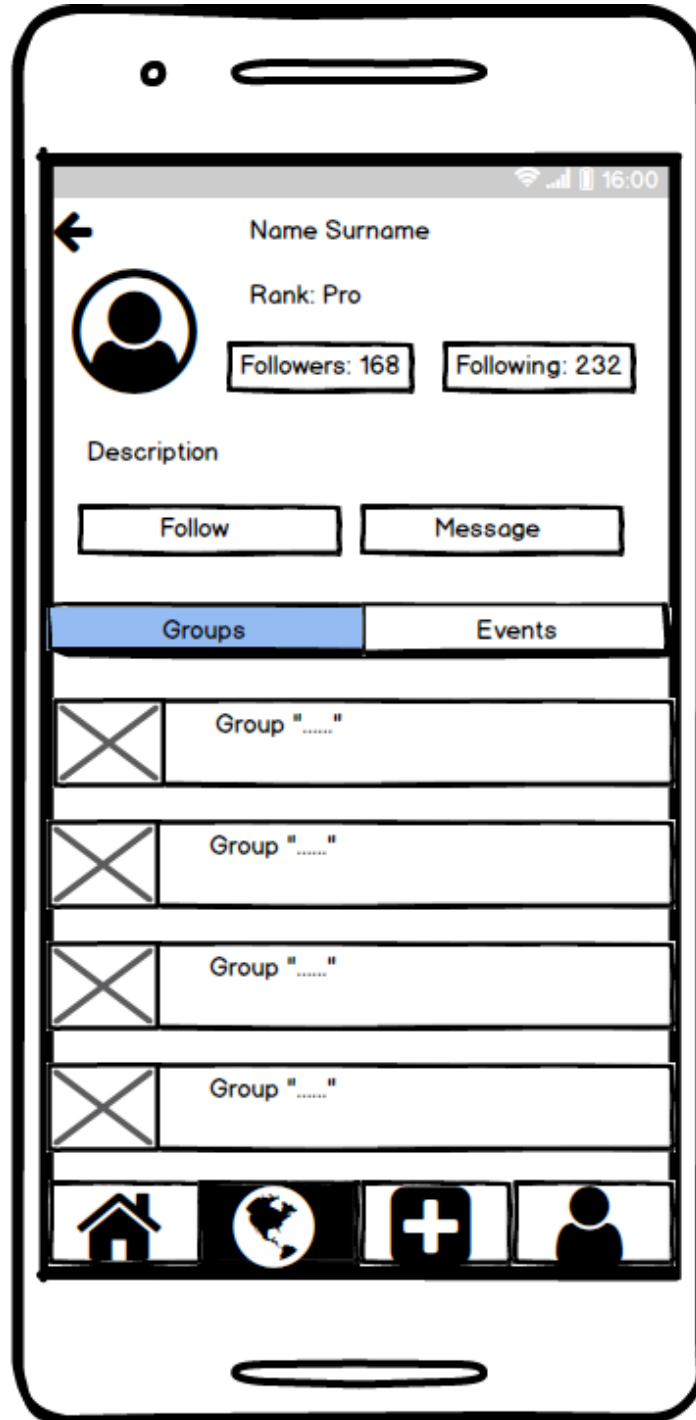 16:00
Name Surname
Rank: Pro
Followers: 168 Following: 232
Description
Follow Message
Groups Events
Group "......"
Group "......"
Group "......"
Group "......"